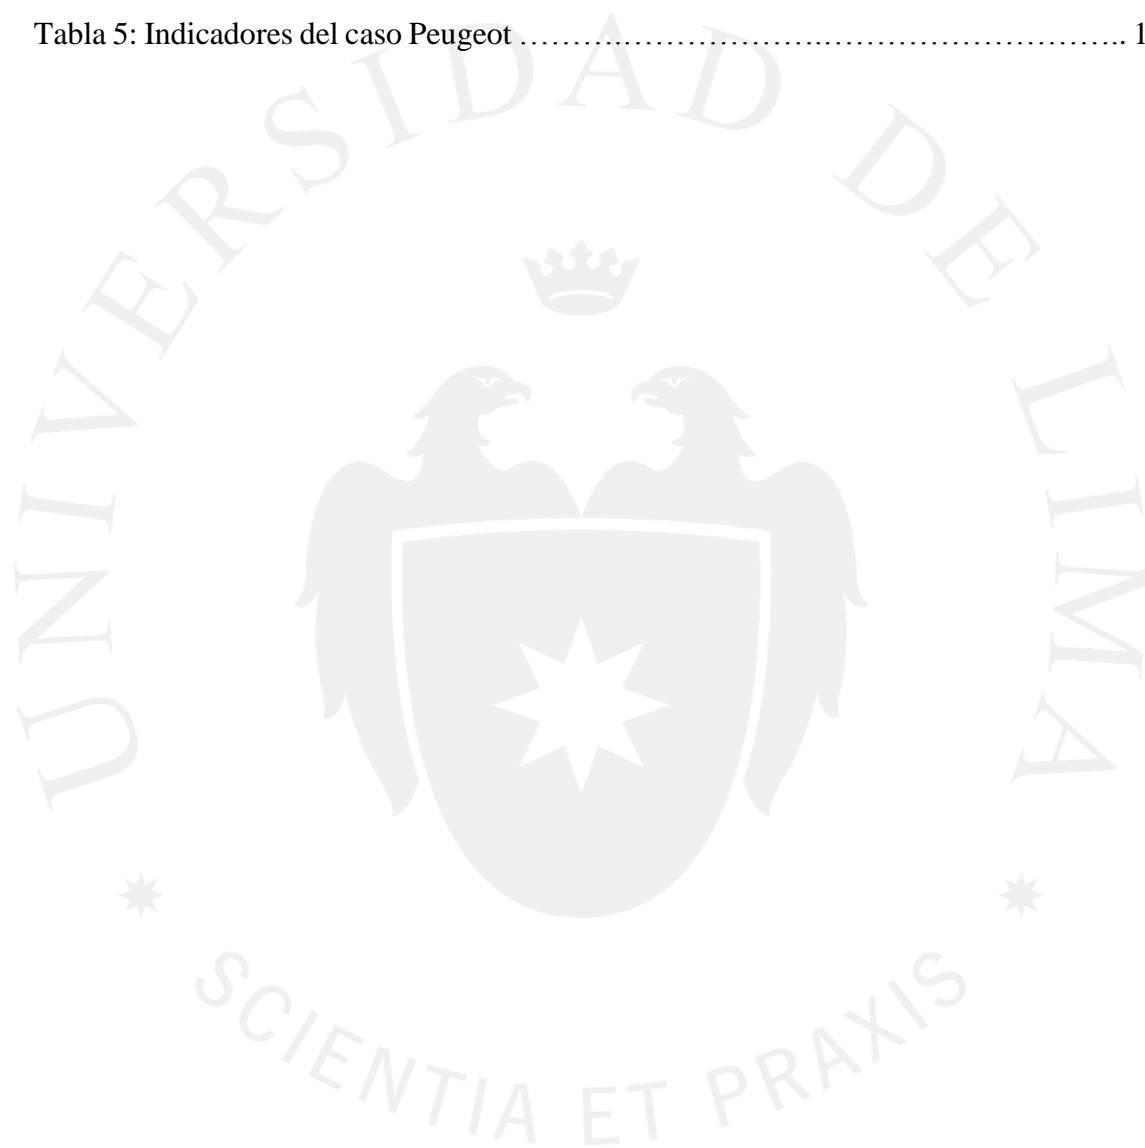 Tabla 5: Indicadores del caso Peugeot ……….……………………….………………………….. 1
UNIVERSIDAD DE LIMA
SCIENTIA ET PRAXIS